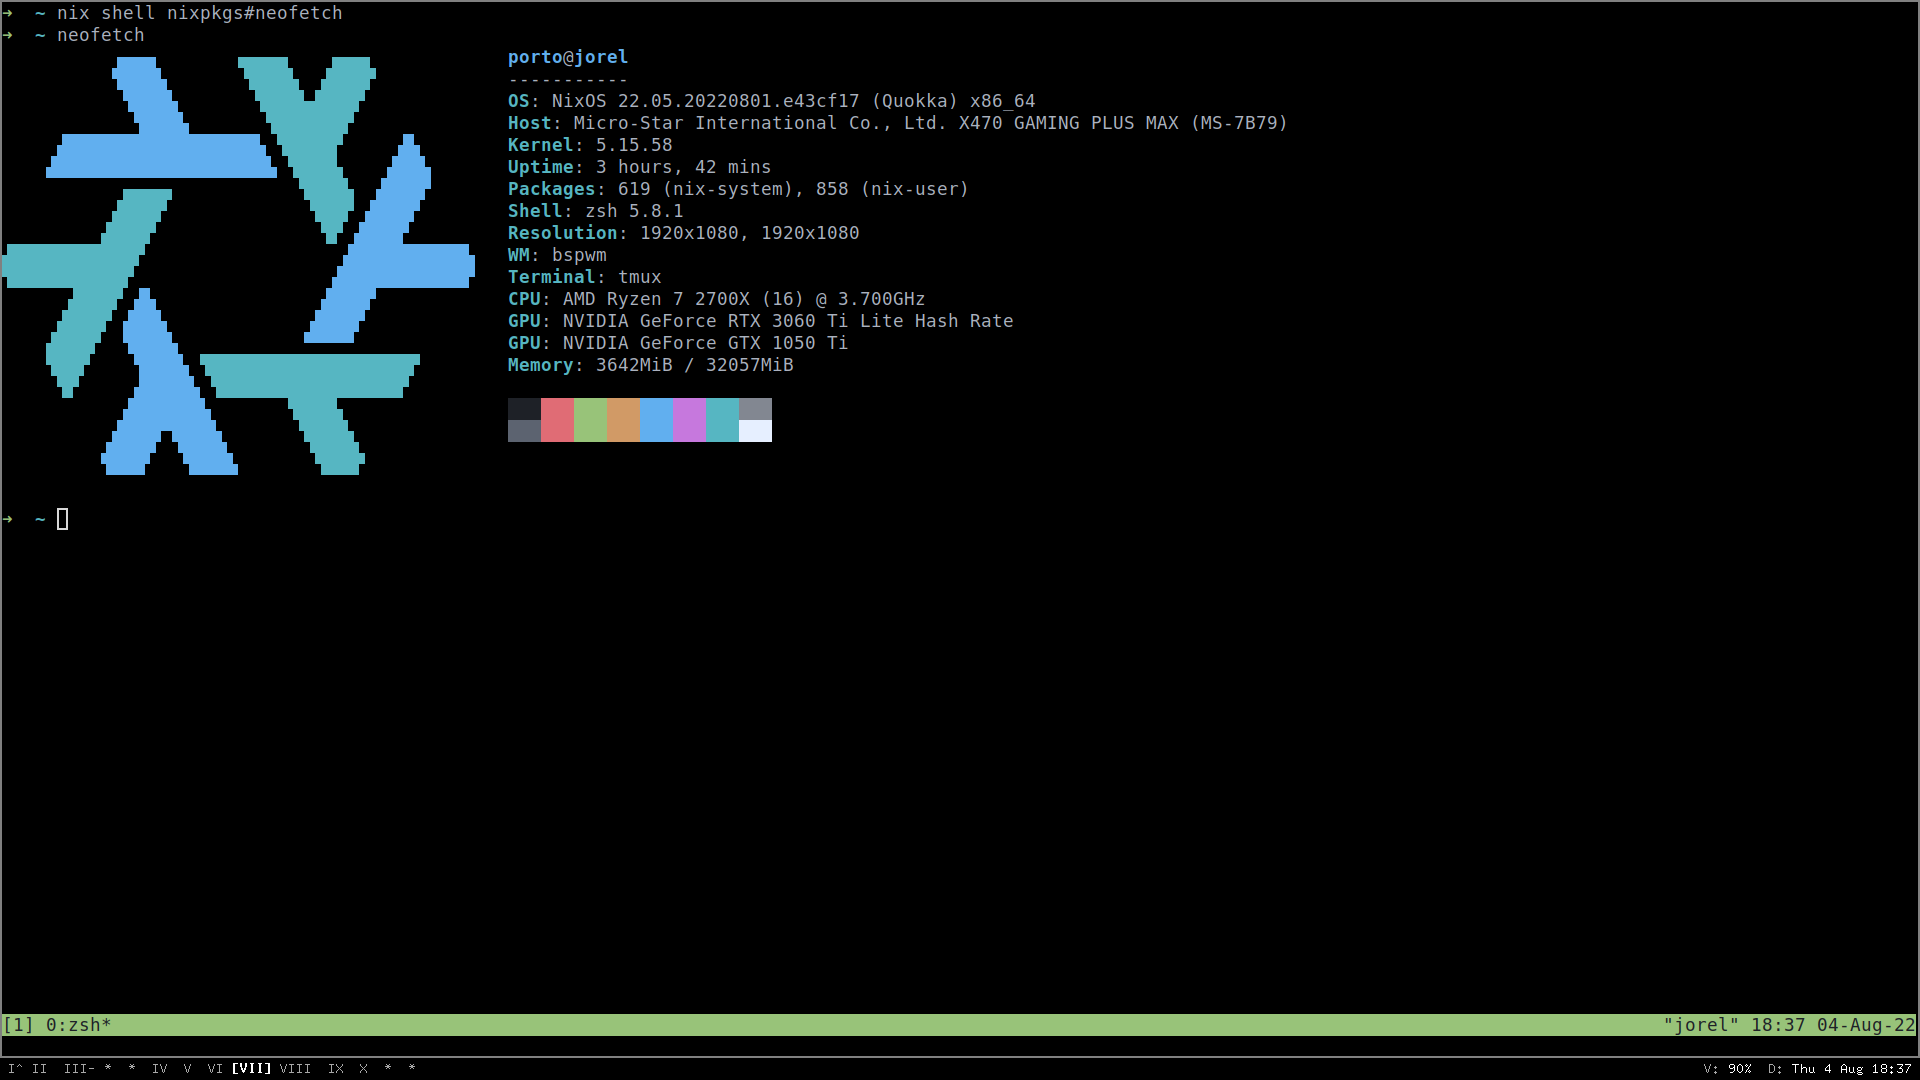 ➜  ~ nix shell nixpkgs#neofetch
➜  ~ neofetch
porto@jorel
-----------
OS: NixOS 22.05.20220801.e43cf17 (Quokka) x86_64
Host: Micro-Star International Co., Ltd. X470 GAMING PLUS MAX (MS-7B79)
Kernel: 5.15.58
Uptime: 3 hours, 42 mins
Packages: 619 (nix-system), 858 (nix-user)
Shell: zsh 5.8.1
Resolution: 1920x1080, 1920x1080
WM: bspwm
Terminal: tmux
CPU: AMD Ryzen 7 2700X (16) @ 3.700GHz
GPU: NVIDIA GeForce RTX 3060 Ti Lite Hash Rate
GPU: NVIDIA GeForce GTX 1050 Ti
Memory: 3642MiB / 32057MiB
➜  ~
[1] 0:zsh* "jorel" 18:37 04-Aug-22
I^ II III- * * IV V VI [VII] VIII IX X * * V: 90% D: Thu 4 Aug 18:37